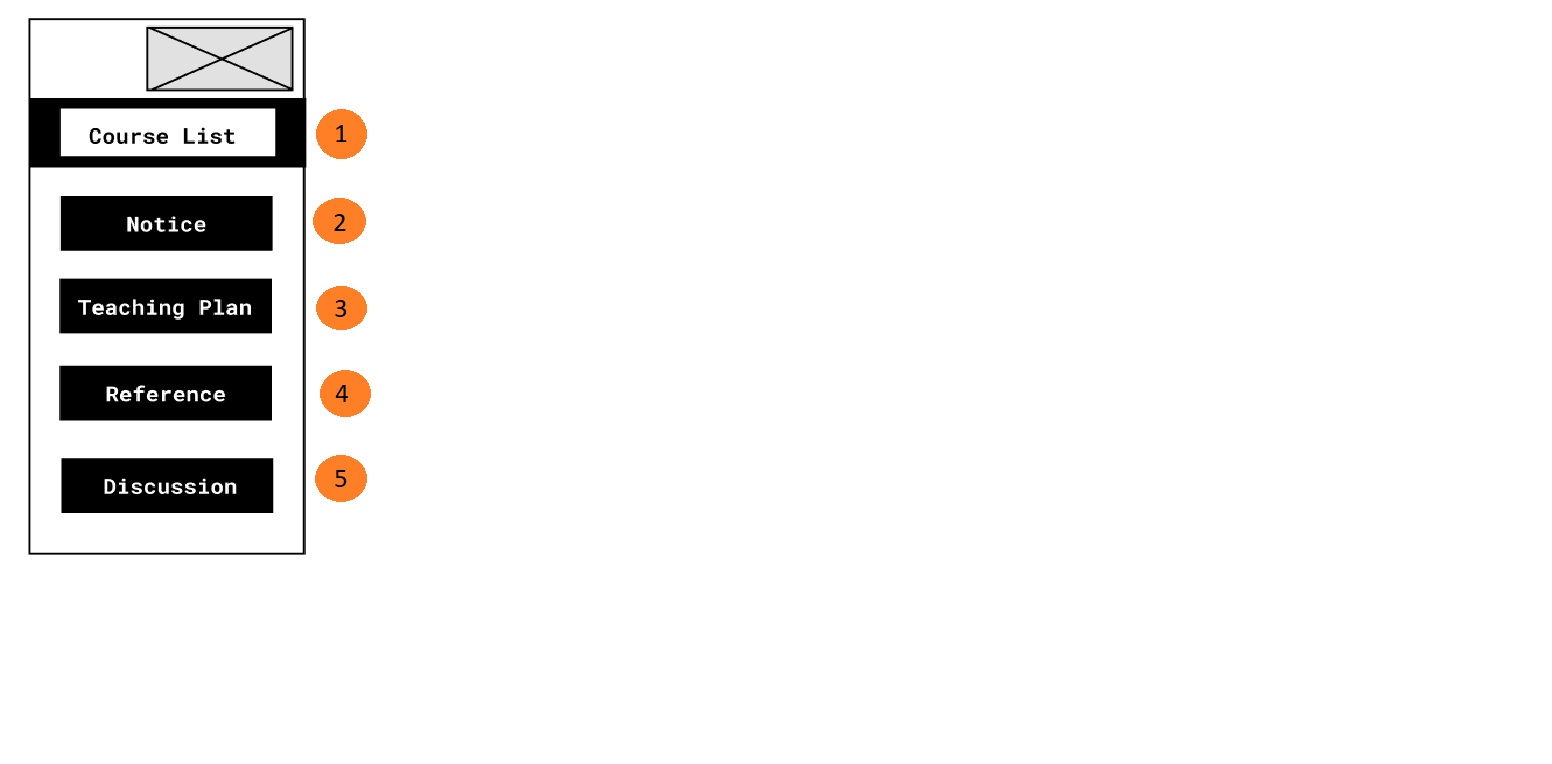 Course List
1
Notice
2
Teaching Plan
3
Reference
4
Discussion
5